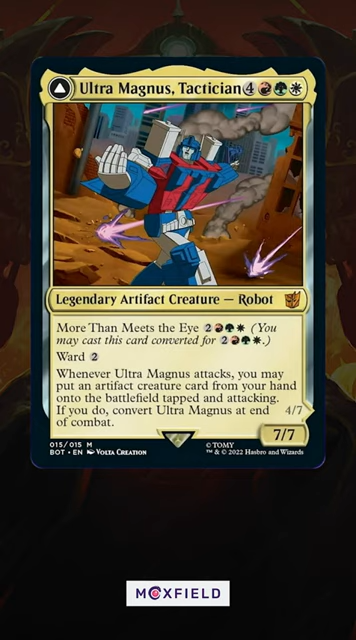 Ultra Magnus, Tactician 4
Legendary Artifact Creature — Robot
More Than Meets the Eye 2 (You
may cast this card converted for 2 .)
Ward 2
Whenever Ultra Magnus attacks, you may
put an artifact creature card from your hand
onto the battlefield tapped and attacking.
If you do, convert Ultra Magnus at end
of combat.
4/7
7/7
015/015 M
BOT • EN Volta Creation
© TOMY
™ & © 2022 Hasbro and Wizards
MOXFIELD